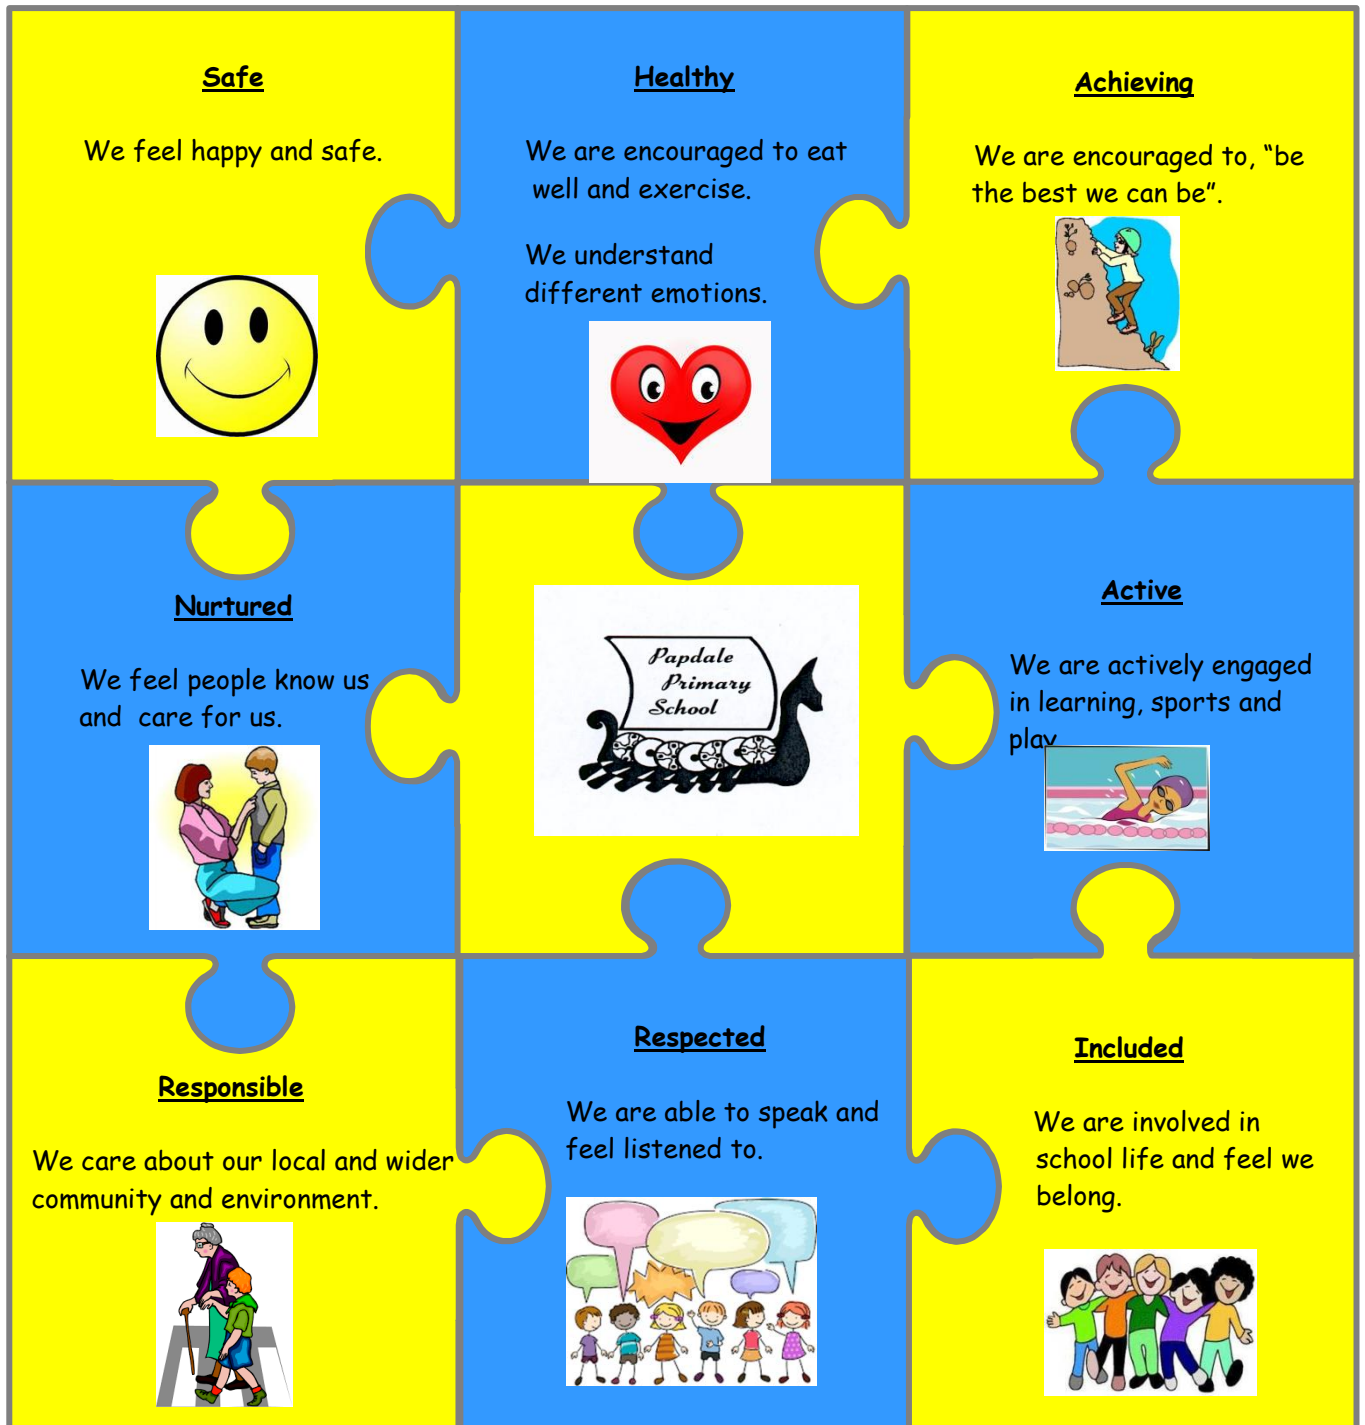 Safe
We feel happy and safe.
Healthy
We are encouraged to eat
well and exercise.
We understand
different emotions.
Achieving
We are encouraged to, “be
the best we can be”.
Nurtured
We feel people know us
and care for us.
Papdale
Primary
School
Active
We are actively engaged
in learning, sports and
play
Responsible
We care about our local and wider
community and environment.
Respected
We are able to speak and
feel listened to.
Included
We are involved in
school life and feel we
belong.